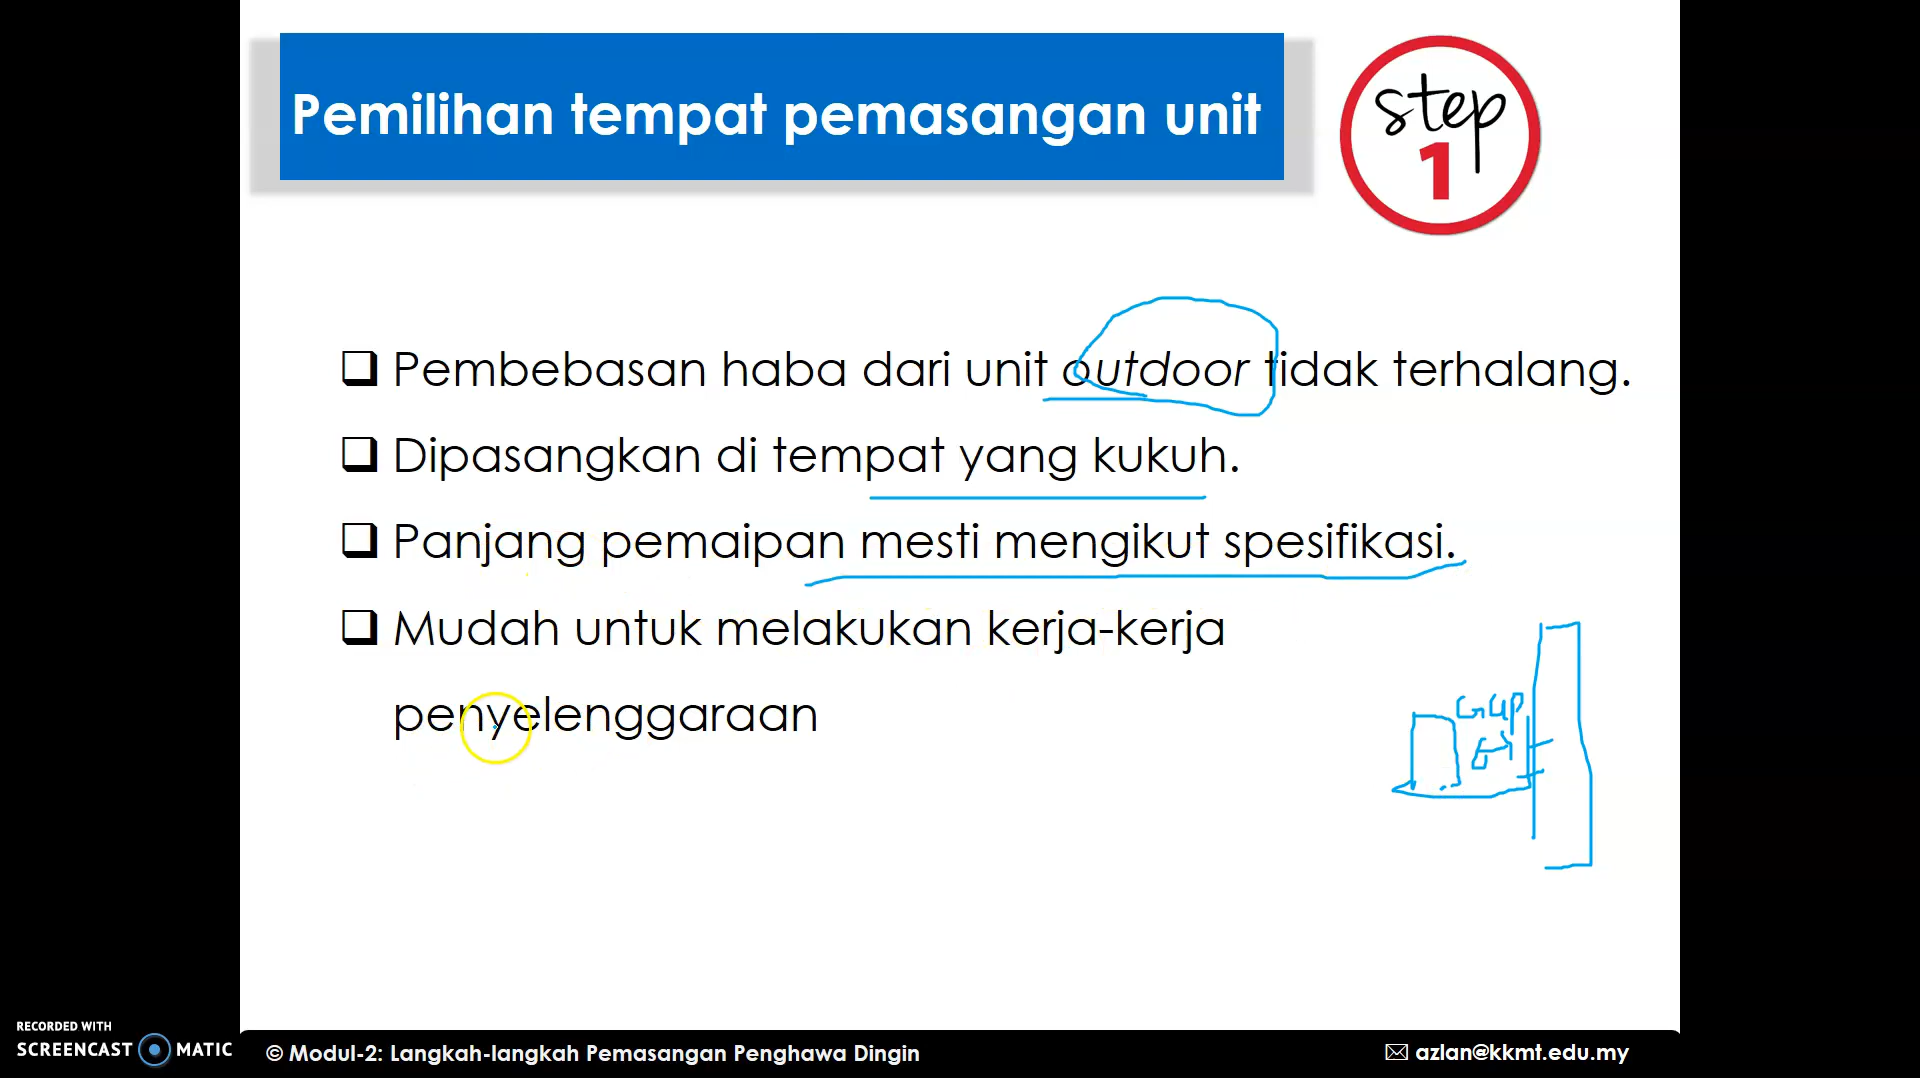 Pemilihan tempat pemasangan unit
step
1
❑ Pembebasan haba dari unit outdoor tidak terhalang.
❑ Dipasangkan di tempat yang kukuh.
❑ Panjang pemaipan mesti mengikut spesifikasi.
❑ Mudah untuk melakukan kerja-kerja
penyelenggaraan
Gap
RECORDED WITH
SCREENCAST MATIC
© Modul-2: Langkah-langkah Pemasangan Penghawa Dingin
azlan@kkmt.edu.my